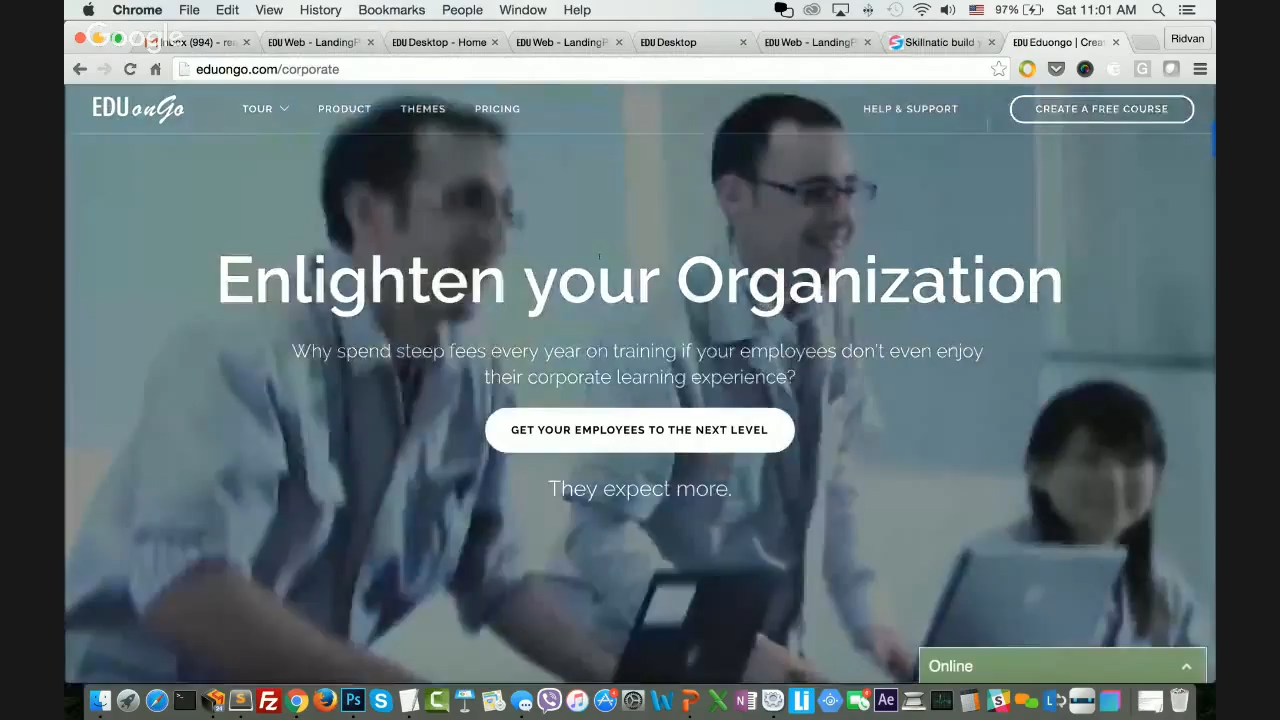 Chrome File Edit View History Bookmarks People Window Help 97% Sat 11:01 AM
Google
(994) - EDU Web - LandingP EDU Desktop - Home EDU Web - LandingP EDU Desktop EDU Web - LandingP Skillnatic build y EDU Eduongo | Crea Ridvan
eduongo.com/corporate
EDU onGo TOUR PRODUCT THEMES PRICING HELP & SUPPORT CREATE A FREE COURSE
Enlighten your Organization
Why spend steep fees every year on training if your employees don't even enjoy
their corporate learning experience?
GET YOUR EMPLOYEES TO THE NEXT LEVEL
They expect more.
Online